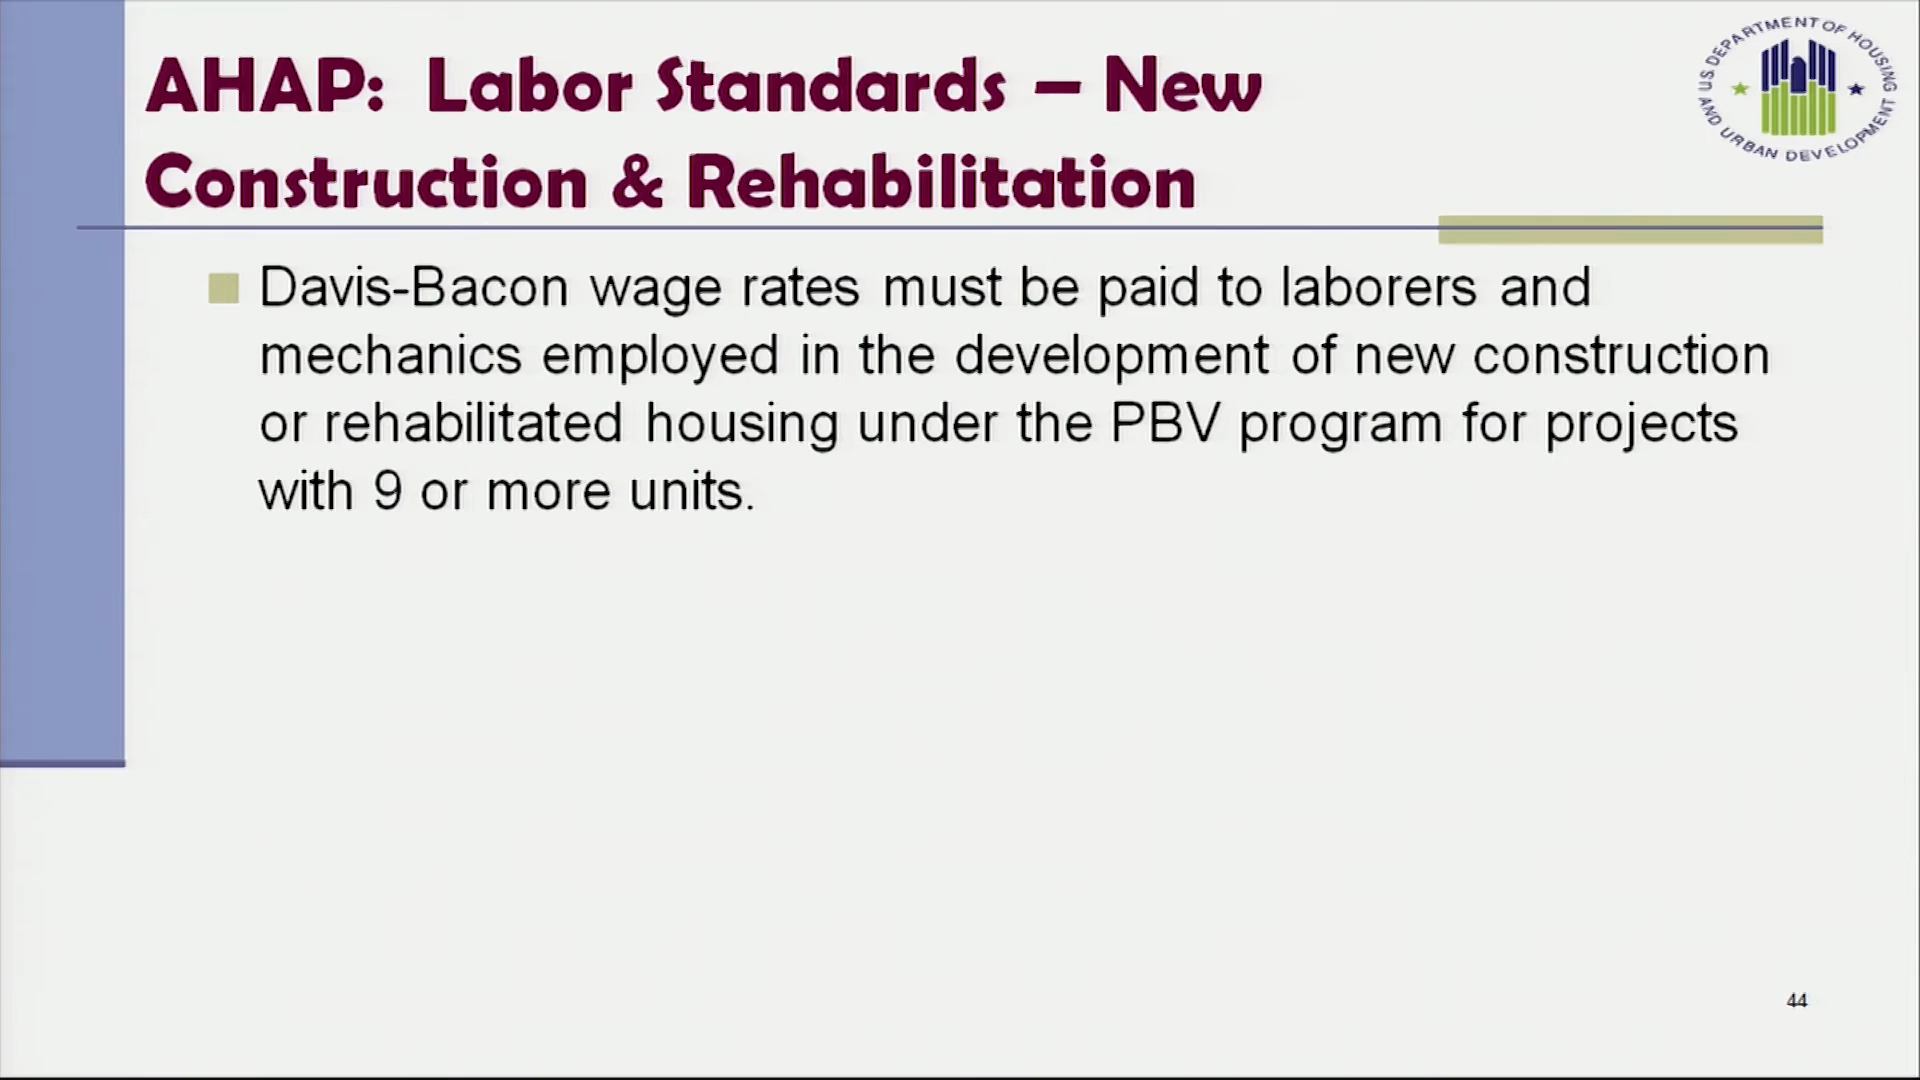 AHAP: Labor Standards – New
Construction & Rehabilitation
U.S. DEPARTMENT OF HOUSING
AND URBAN DEVELOPMENT
Davis-Bacon wage rates must be paid to laborers and
mechanics employed in the development of new construction
or rehabilitated housing under the PBV program for projects
with 9 or more units.
44